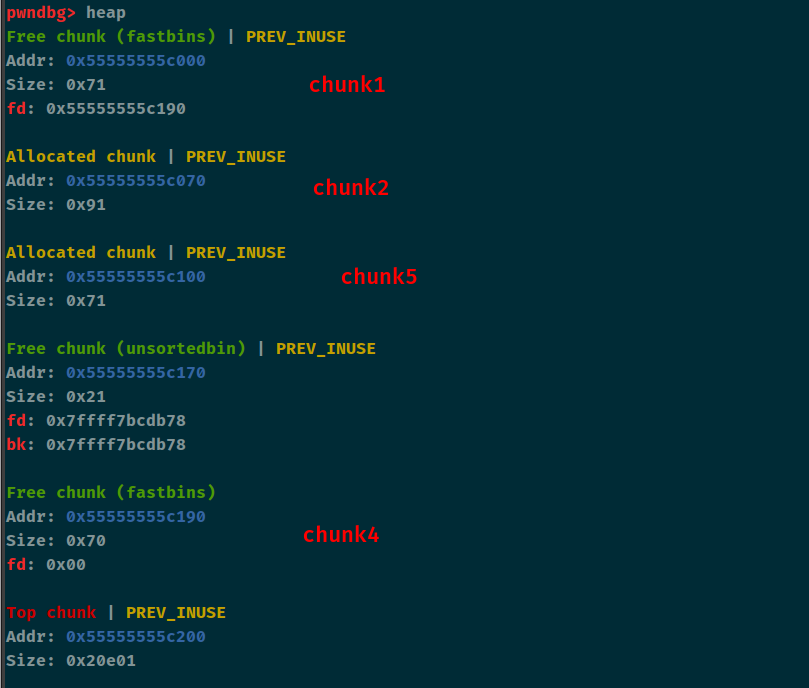 pwndbg> heap
Free chunk (fastbins) | PREV_INUSE
Addr: 0x55555555c000
Size: 0x71
chunk1
fd: 0x55555555c190
Allocated chunk | PREV_INUSE
Addr: 0x55555555c070
chunk2
Size: 0x91
Allocated chunk | PREV_INUSE
Addr: 0x55555555c100
chunk5
Size: 0x71
Free chunk (unsortedbin) | PREV_INUSE
Addr: 0x55555555c170
Size: 0x21
fd: 0x7ffff7bcdb78
bk: 0x7ffff7bcdb78
Free chunk (fastbins)
Addr: 0x55555555c190
Size: 0x70
chunk4
fd: 0x00
Top chunk | PREV_INUSE
Addr: 0x55555555c200
Size: 0x20e01